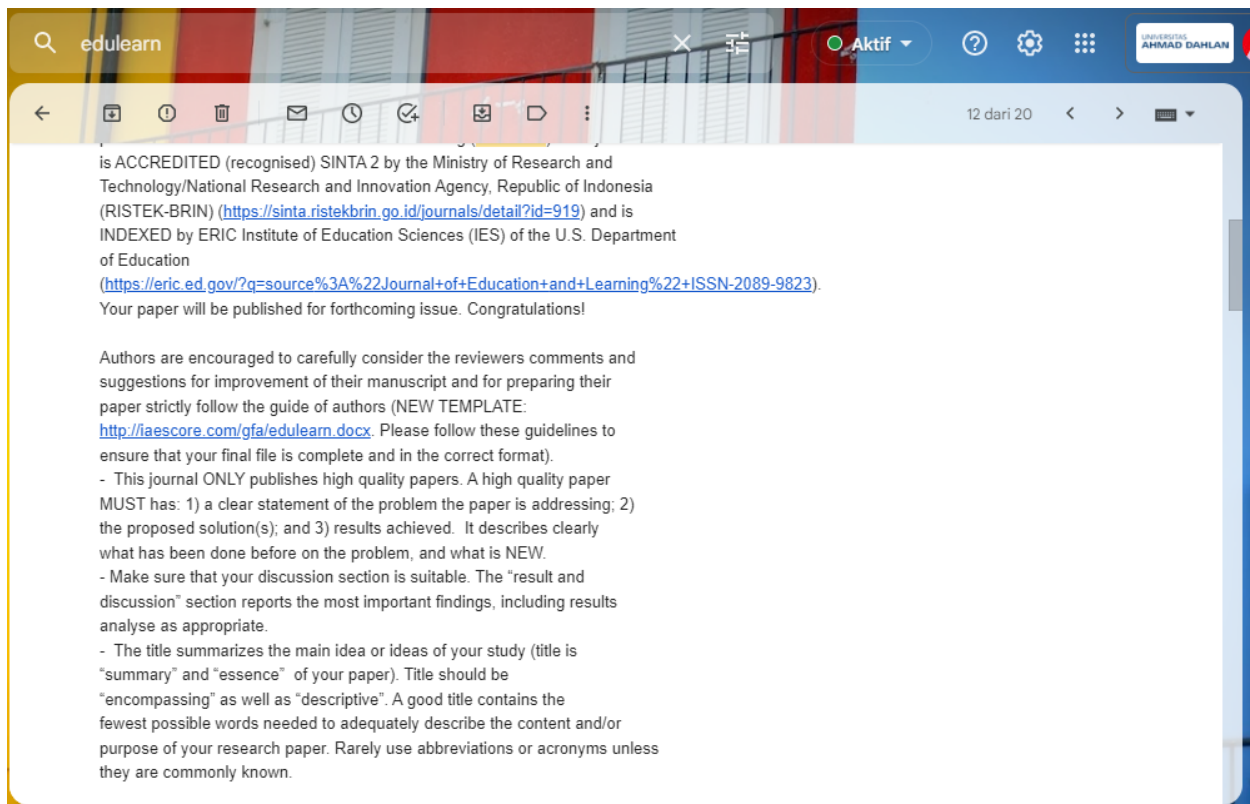 edulearn
Aktif
UNIVERSITAS
AHMAD DAHLAN
12 dari 20
is ACCREDITED (recognised) SINTA 2 by the Ministry of Research and
Technology/National Research and Innovation Agency, Republic of Indonesia
(RISTEK-BRIN) (https://sinta.ristekbrin.go.id/journals/detail?id=919) and is
INDEXED by ERIC Institute of Education Sciences (IES) of the U.S. Department
of Education
(https://eric.ed.gov/?q=source%3A%22Journal+of+Education+and+Learning%22+ISSN-2089-9823).
Your paper will be published for forthcoming issue. Congratulations!
Authors are encouraged to carefully consider the reviewers comments and
suggestions for improvement of their manuscript and for preparing their
paper strictly follow the guide of authors (NEW TEMPLATE:
http://iaescore.com/gfa/edulearn.docx. Please follow these guidelines to
ensure that your final file is complete and in the correct format).
- This journal ONLY publishes high quality papers. A high quality paper
MUST has: 1) a clear statement of the problem the paper is addressing; 2)
the proposed solution(s); and 3) results achieved. It describes clearly
what has been done before on the problem, and what is NEW.
- Make sure that your discussion section is suitable. The “result and
discussion” section reports the most important findings, including results
analyse as appropriate.
- The title summarizes the main idea or ideas of your study (title is
“summary” and “essence” of your paper). Title should be
“encompassing” as well as “descriptive”. A good title contains the
fewest possible words needed to adequately describe the content and/or
purpose of your research paper. Rarely use abbreviations or acronyms unless
they are commonly known.